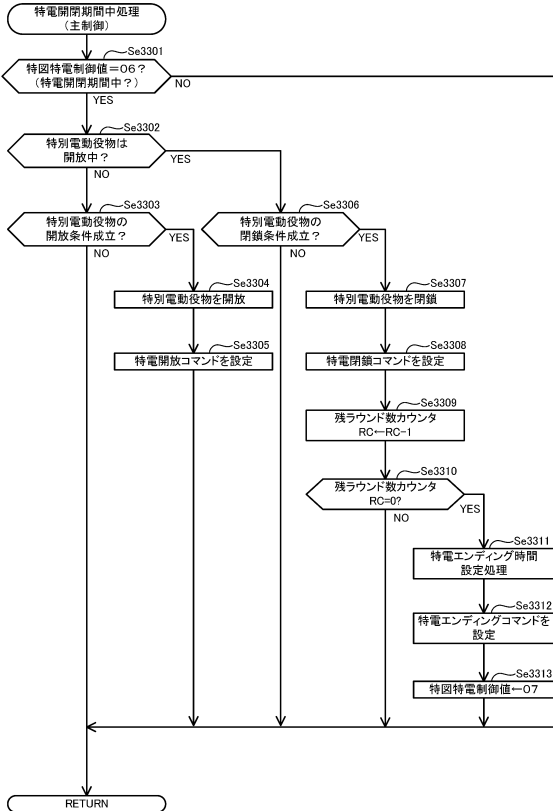 特電開閉期間中処理
（主制御）
Se3301
特図特電制御値＝06？
（特電開閉期間中？）
NO
YES
Se3302
特別電動役物は
開放中？
YES
NO
Se3303
特別電動役物の
開放条件成立？
YES
NO
Se3306
特別電動役物の
閉鎖条件成立？
YES
NO
Se3304
特別電動役物を開放
Se3307
特別電動役物を閉鎖
Se3305
特電開放コマンドを設定
Se3308
特電閉鎖コマンドを設定
Se3309
残ラウンド数カウンタ
RC←RC-1
Se3310
残ラウンド数カウンタ
RC=0?
YES
NO
Se3311
特電エンディング時間
設定処理
Se3312
特電エンディングコマンドを
設定
Se3313
特図特電制御値←07
RETURN